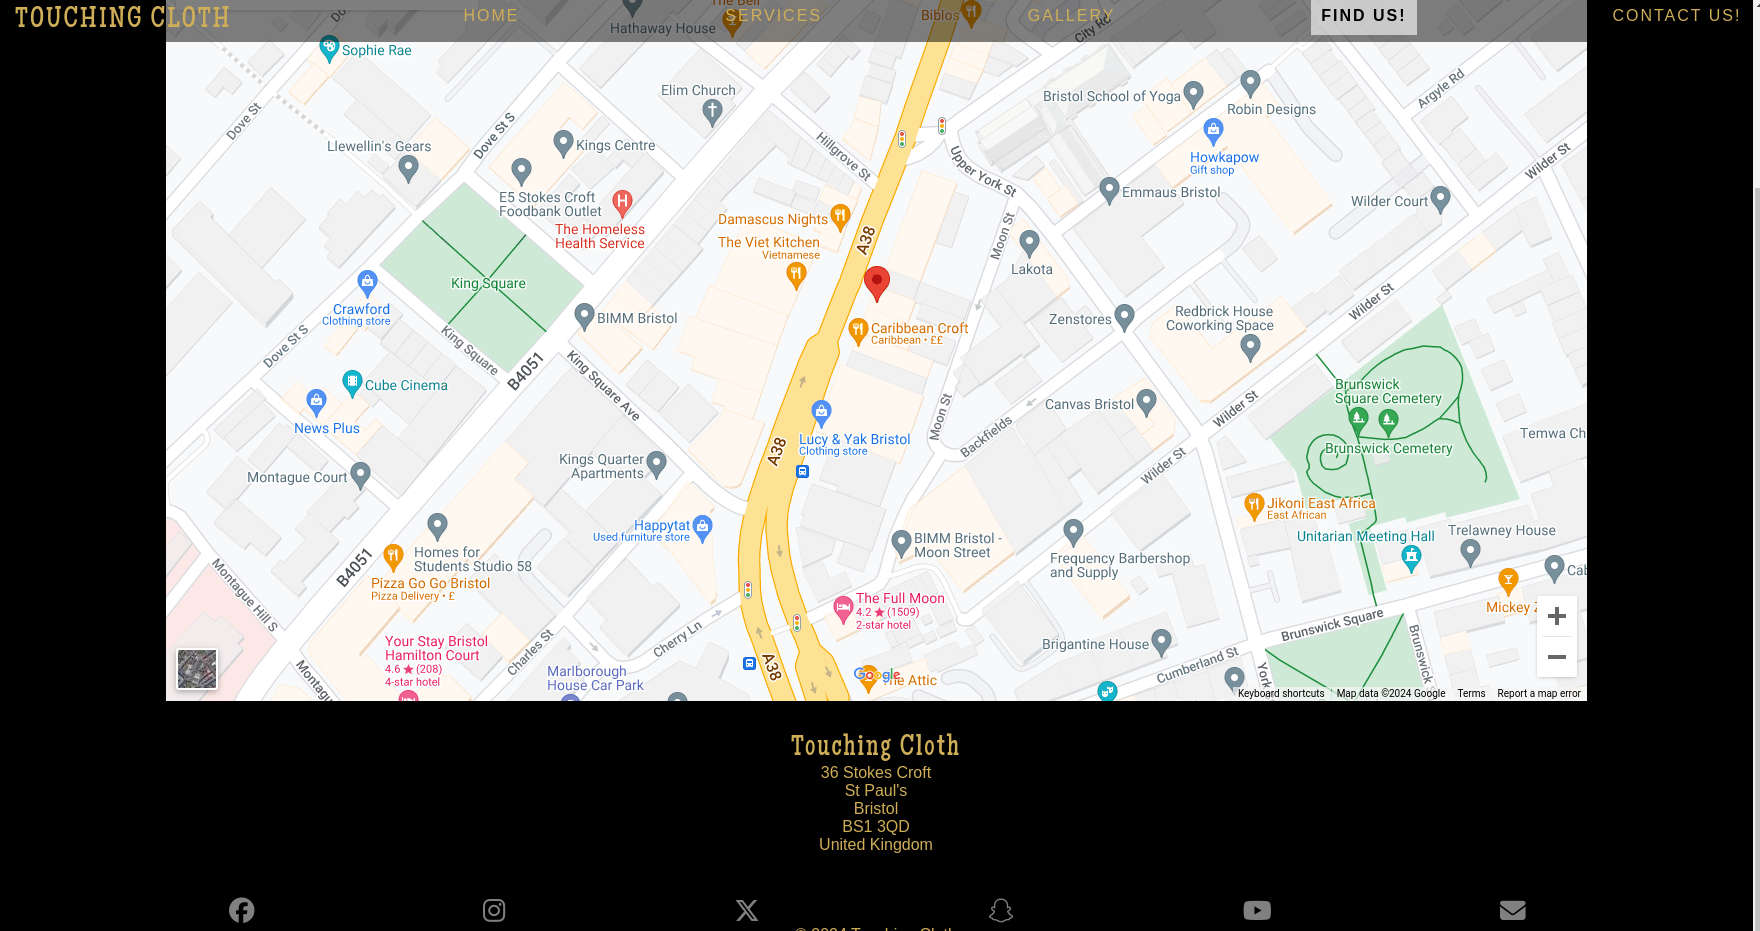 TOUCHING CLOTH
HOME
SERVICES
GALLERY
FIND US!
CONTACT US!
The Bell
Biblos
Hathaway House
City Rd
Sophie Rae
Elim Church
Bristol School of Yoga
Robin Designs
Argyle Rd
Dove St
Dove St S
Llewellin's Gears
Kings Centre
Hillgrove St
Upper York St
Howkapow
Gift shop
Wilder St
E5 Stokes Croft
Foodbank Outlet
The Homeless
Health Service
Damascus Nights
The Viet Kitchen
Vietnamese
A38
Moon St
Emmaus Bristol
Wilder Court
Lakota
King Square
Crawford
Clothing store
BIMM Bristol
Caribbean Croft
Caribbean • ££
Zenstores
Redbrick House
Coworking Space
Wilder St
Dove St S
King Square
B4051
King Square Ave
Cube Cinema
News Plus
Brunswick
Square Cemetery
Canvas Bristol
Wilder St
Moon St
Lucy & Yak Bristol
Clothing store
A38
Backfields
Brunswick Cemetery
Temwa Ch
Kings Quarter
Apartments
Montague Court
Wilder St
Jikoni East Africa
East African
Happytat
Used furniture store
Homes for
Students Studio 58
B4051
Montague Hill S
Pizza Go Go Bristol
Pizza Delivery • £
BIMM Bristol -
Moon Street
Frequency Barbershop
and Supply
Unitarian Meeting Hall
Trelawney House
Cab
Mickey Z
The Full Moon
4.2 ★ (1509)
2-star hotel
Brunswick Square
Brunswick
Cherry Ln
Charles St
Your Stay Bristol
Hamilton Court
4.6 ★ (208)
4-star hotel
Marlborough
House Car Park
A38
Brigantine House
Cumberland St
York
Montagu
Google
The Attic
Keyboard shortcuts
Map data ©2024 Google
Terms
Report a map error
Touching Cloth
36 Stokes Croft
St Paul's
Bristol
BS1 3QD
United Kingdom
© 2024 Touching Cloth